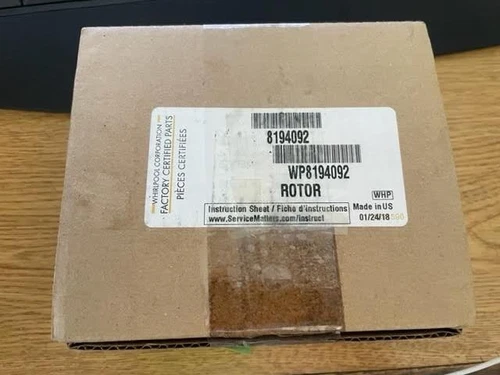 WHIRLPOOL CORPORATION
FACTORY CERTIFIED PARTS
PIÈCES CERTIFIÉES
8194092
WP8194092
ROTOR
WHP
Instruction Sheet / Fiche d'instructions
www.ServiceMatters.com/instruct
Made in US
01/24/18